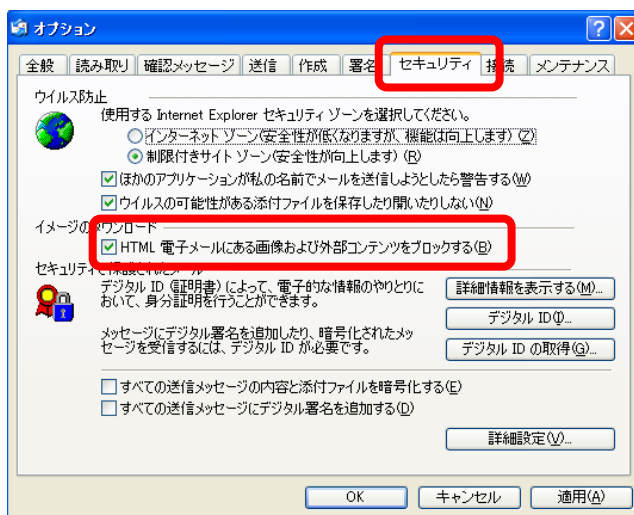 オプション
全般 読み取り 確認メッセージ 送信 作成 署名 セキュリティ 接続 メンテナンス
ウイルス防止
使用する Internet Explorer セキュリティ ゾーンを選択してください。
インターネット ゾーン(安全性が低くなりますが、機能は向上します) (Z)
制限付きサイト ゾーン(安全性が向上します) (R)
ほかのアプリケーションが私の名前でメールを送信しようとしたら警告する(W)
ウイルスの可能性がある添付ファイルを保存したり開いたりしない(N)
イメージのダウンロード
HTML 電子メールにある画像および外部コンテンツをブロックする(B)
セキュリティで保護されたメール
デジタル ID (証明書) によって、電子的な情報のやりとりに
おいて、身分証明を行うことができます。
詳細情報を表示する(M)...
デジタル ID(I)...
メッセージにデジタル署名を追加したり、暗号化されたメッ
セージを受信するには、デジタル ID が必要です。
デジタル ID の取得(G)...
すべての送信メッセージの内容と添付ファイルを暗号化する(E)
すべての送信メッセージにデジタル署名を追加する(D)
詳細設定(V)...
OK キャンセル 適用(A)